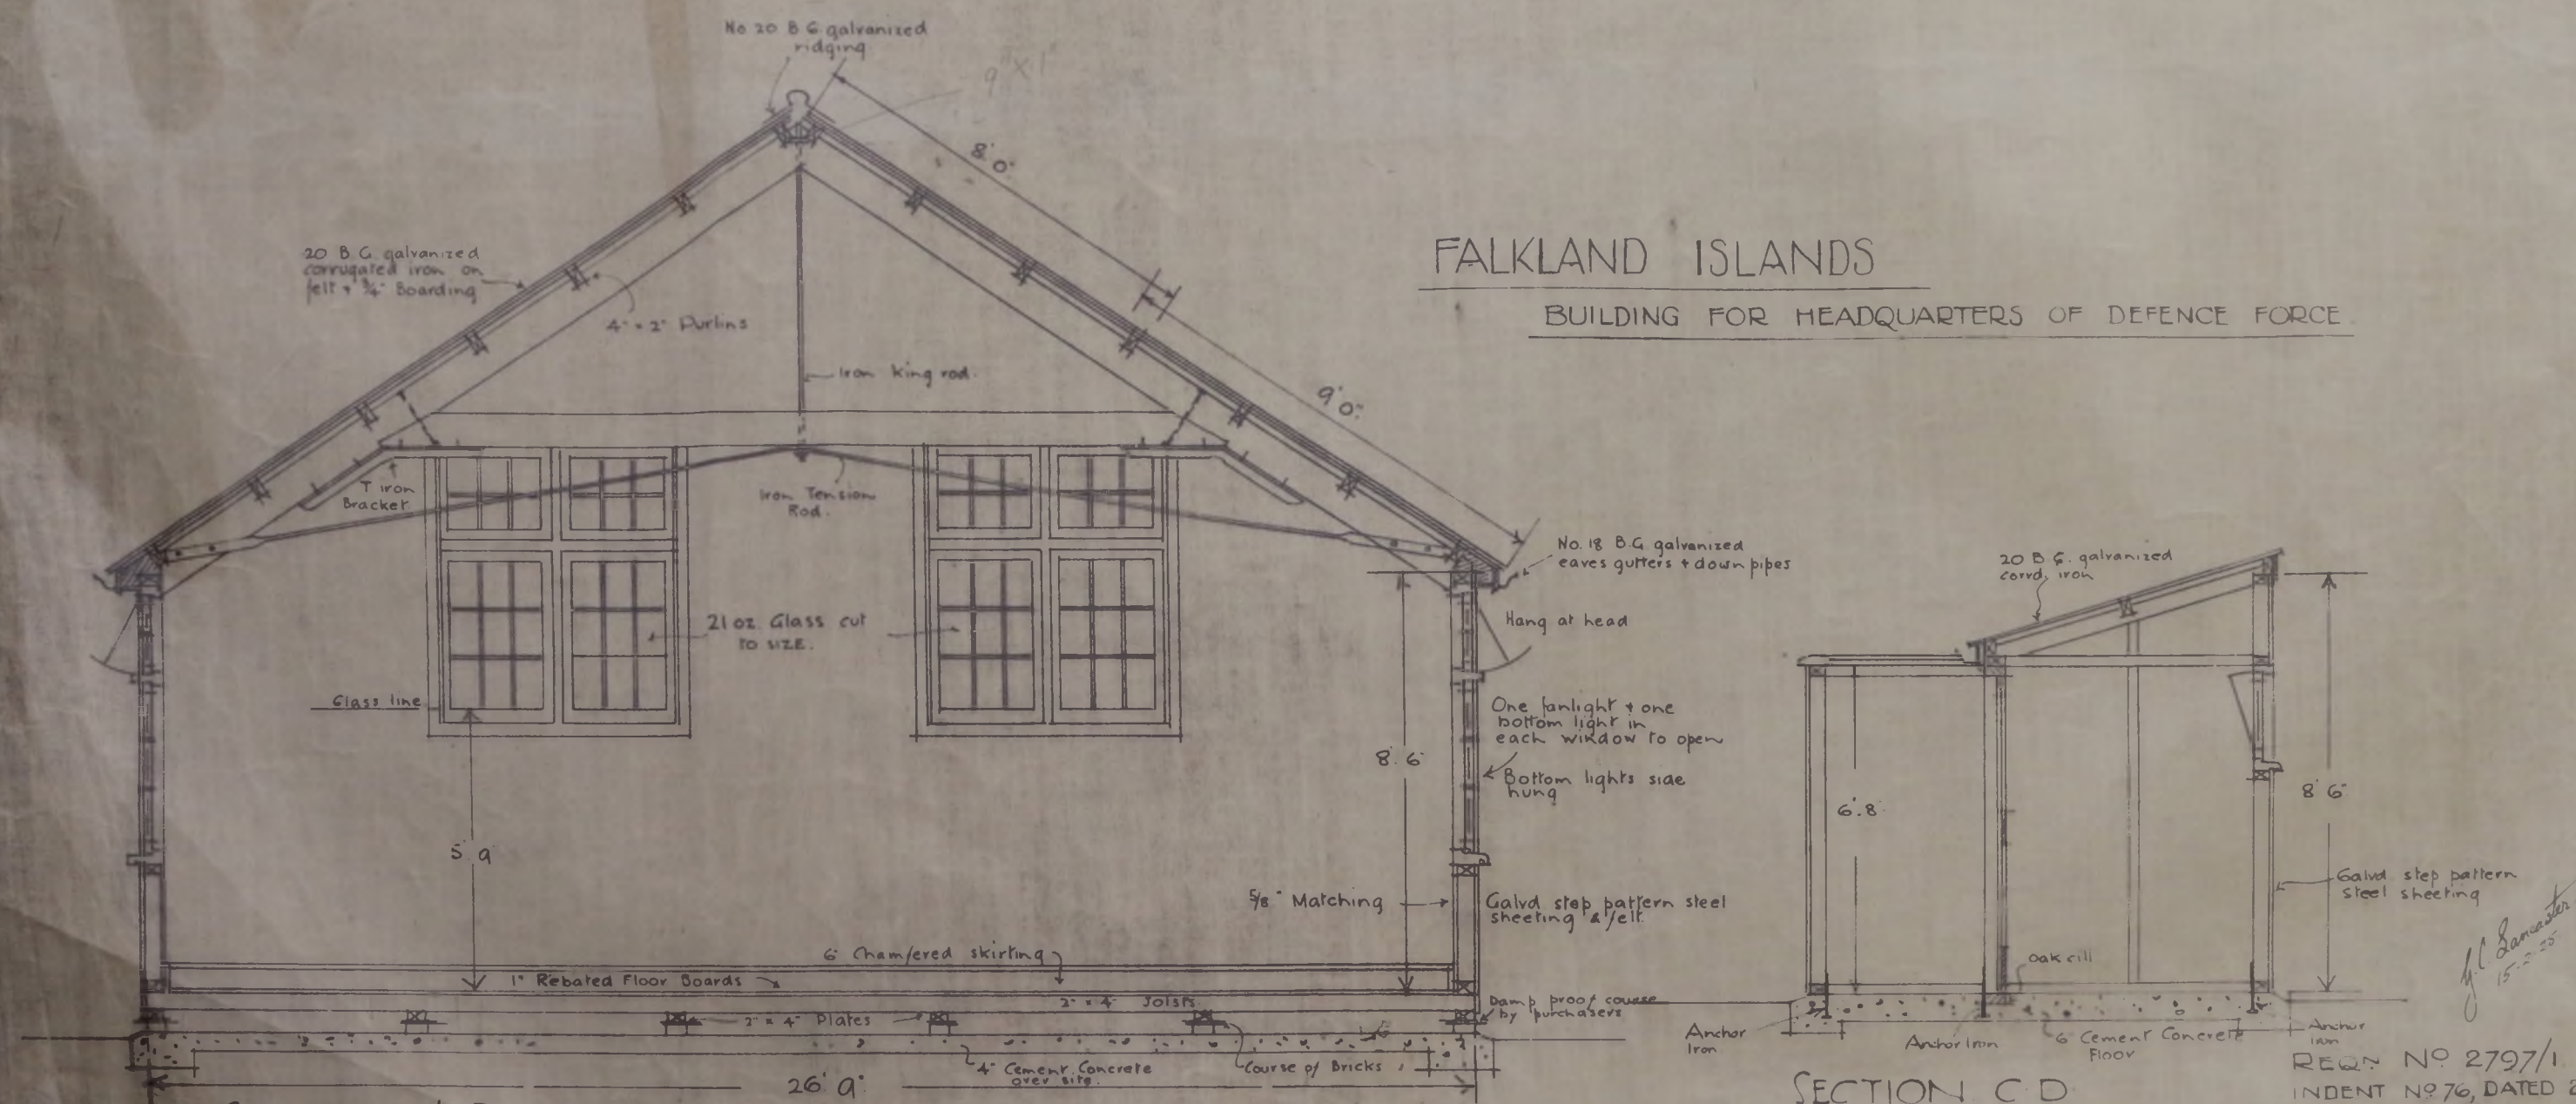 No 20 B G galvanized
ridging
9" x 1"
8' 0"
20 B.G. galvanized
corrugated iron on
felt + ¾" Boarding
4" x 2" Purlins
Iron king rod.
9' 0"
FALKLAND ISLANDS
BUILDING FOR HEADQUARTERS OF DEFENCE FORCE
T iron
Bracket
Iron Tension
Rod.
No. 18 B.G. galvanized
eaves gutters + down pipes
20 B G. galvanized
corrd. iron
Hang at head
21 oz Glass cut
TO SIZE.
Glass line
One fanlight + one
bottom light in
each window to open
Bottom lights side
hung
8' 6"
5' 9"
6'. 8"
8' 6"
5/8" Matching
Galvd step pattern steel
sheeting & felt
Galvd step pattern
steel sheeting
J.C. Lancaster
15-2-25
6" Chamfered skirting
1" Rebated Floor Boards
2" x 4" Joists
2" x 4" Plates
Damp proof course
by purchasers
Oak cill
Anchor
Iron
Anchor Iron
6" Cement Concrete
Floor
Anchor
Iron
4" Cement Concrete
over site.
Course of Bricks
26' 9"
SECTION C D
REQN. No 2797/1
INDENT No 76, DATED 2